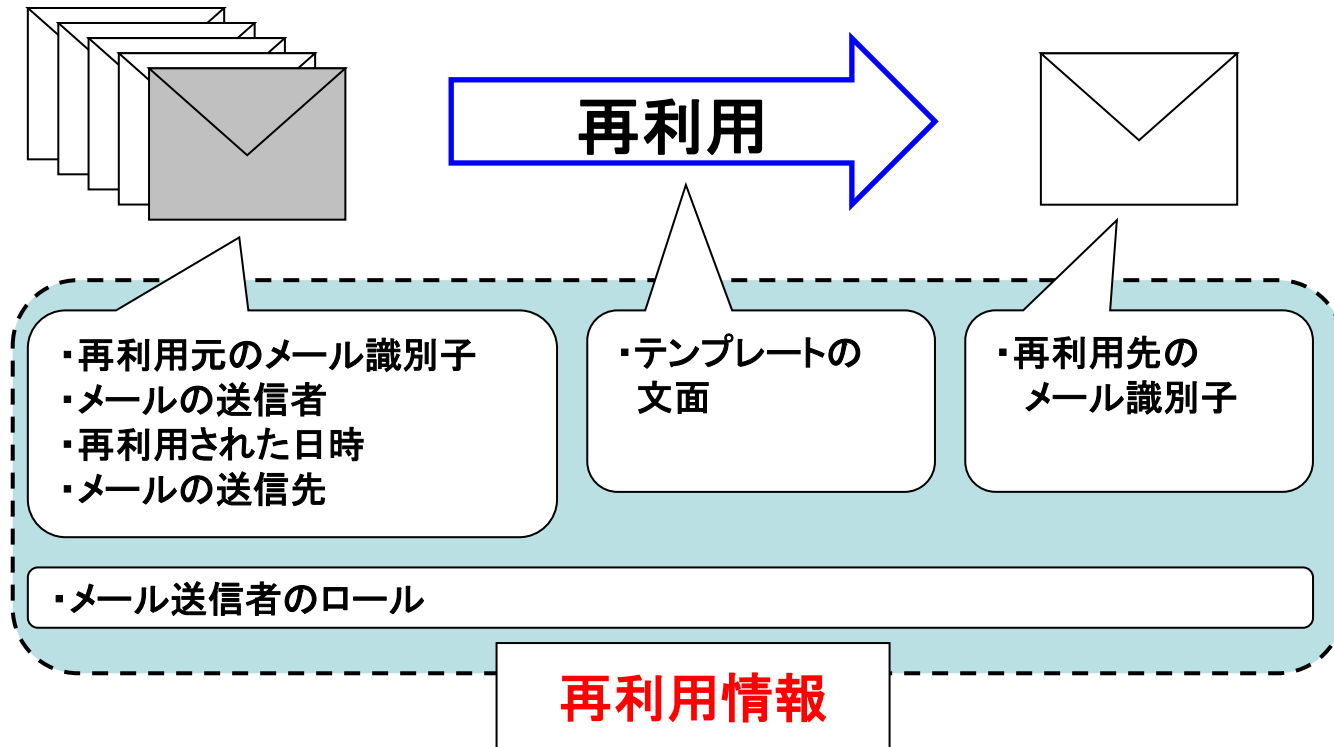 再利用
・再利用元のメール識別子
・メールの送信者
・再利用された日時
・メールの送信先
・テンプレートの
文面
・再利用先の
メール識別子
・メール送信者のロール
再利用情報